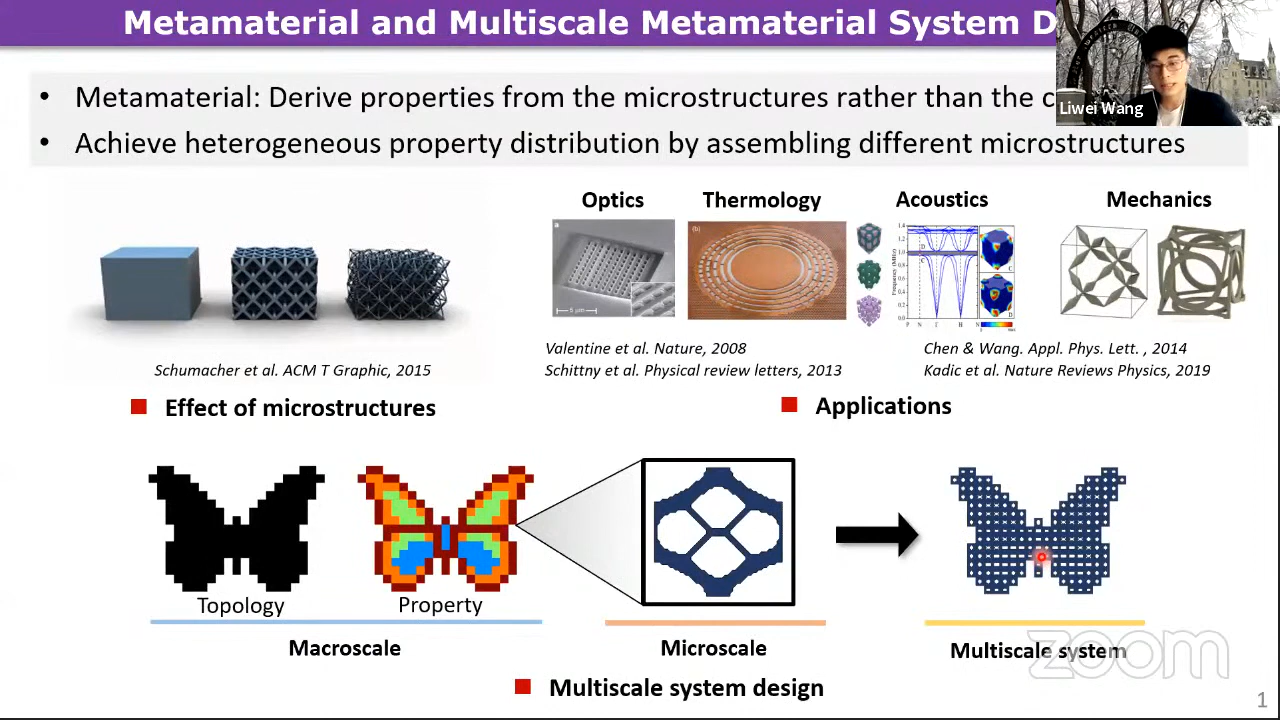 Metamaterial and Multiscale Metamaterial System D
• Metamaterial: Derive properties from the microstructures rather than the c
Liwei Wang
• Achieve heterogeneous property distribution by assembling different microstructures
Optics Thermology Acoustics Mechanics
Schumacher et al. ACM T Graphic, 2015
Valentine et al. Nature, 2008
Schittny et al. Physical review letters, 2013
Chen & Wang. Appl. Phys. Lett. , 2014
Kadic et al. Nature Reviews Physics, 2019
Effect of microstructures
Applications
Topology
Property
Macroscale
Microscale
Multiscale system
zoom
Multiscale system design
1